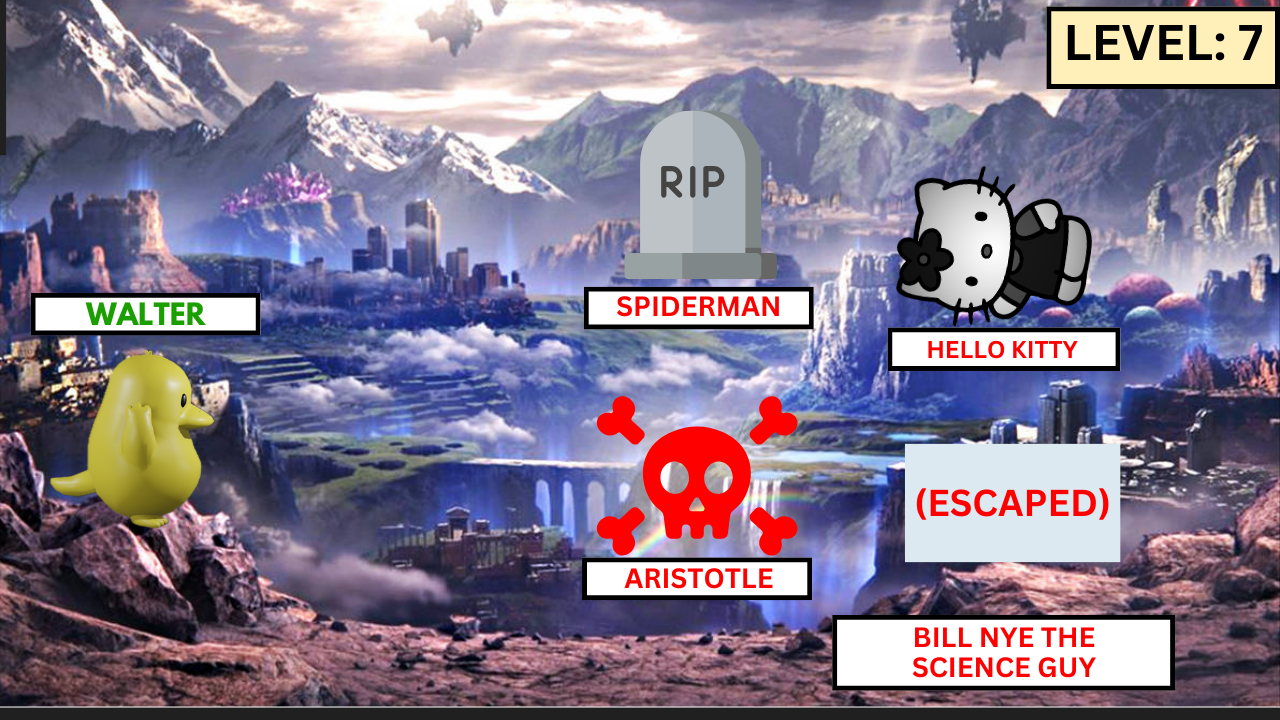 LEVEL: 7
RIP
WALTER
SPIDERMAN
HELLO KITTY
(ESCAPED)
ARISTOTLE
BILL NYE THE
SCIENCE GUY